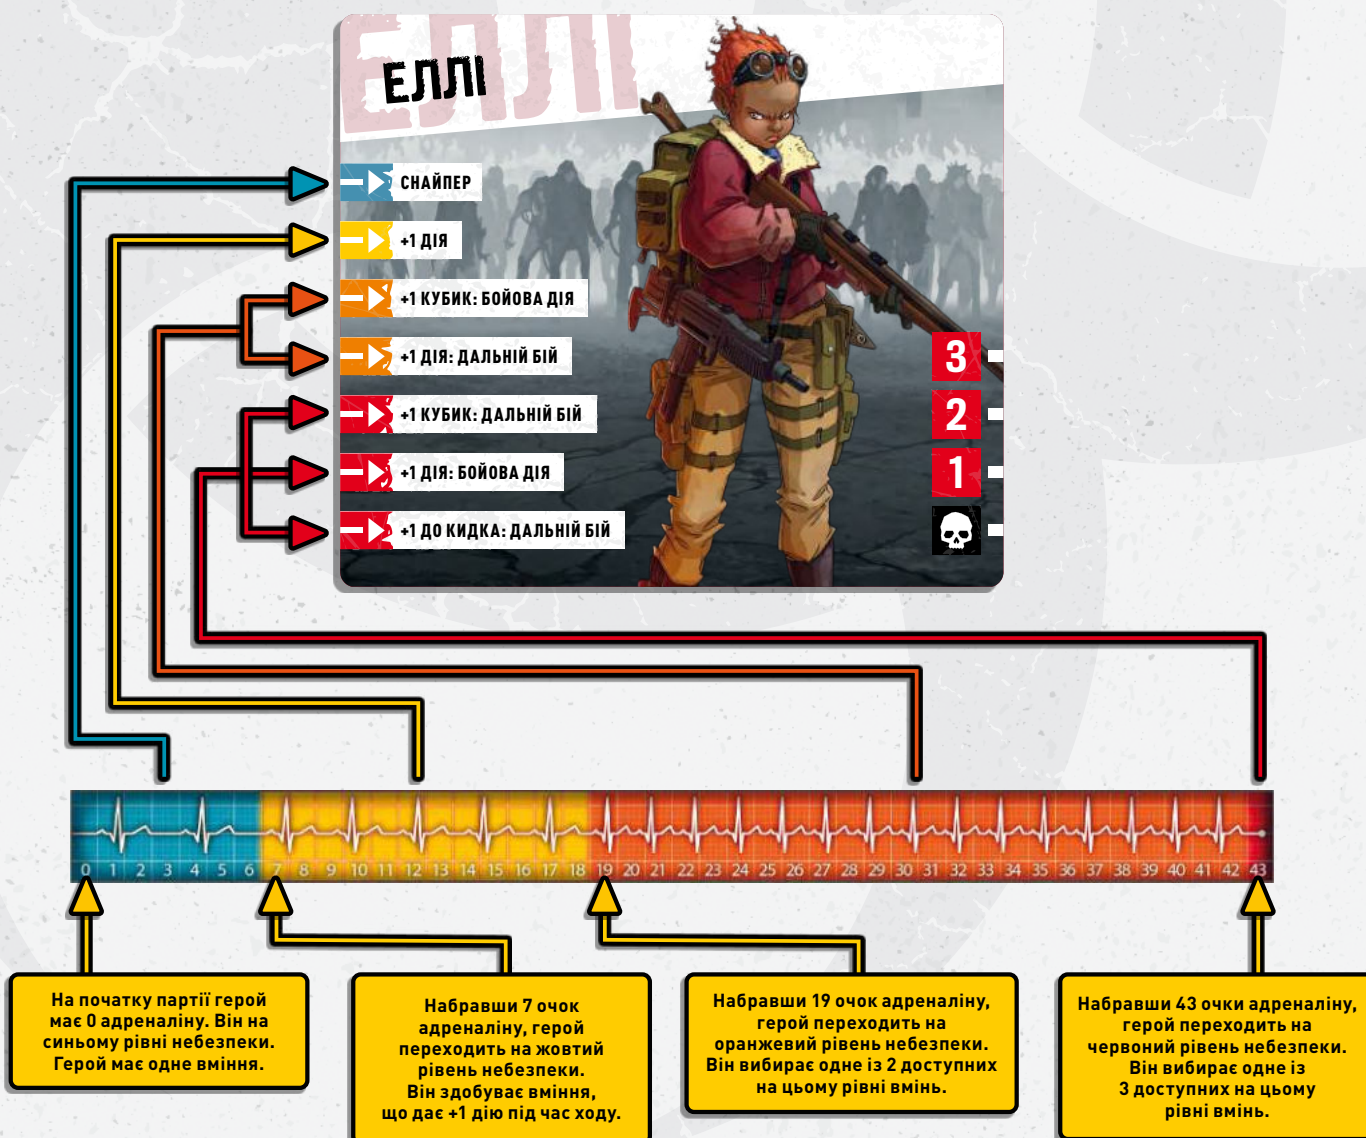 ЕЛЛІ
ЕЛЛІ
СНАЙПЕР
+1 ДІЯ
+1 КУБИК: БОЙОВА ДІЯ
+1 ДІЯ: ДАЛЬНІЙ БІЙ
+1 КУБИК: ДАЛЬНІЙ БІЙ
+1 ДІЯ: БОЙОВА ДІЯ
+1 ДО КИДКА: ДАЛЬНІЙ БІЙ
3
2
1
0 1 2 3 4 5 6 7 8 9 10 11 12 13 14 15 16 17 18 19 20 21 22 23 24 25 26 27 28 29 30 31 32 33 34 35 36 37 38 39 40 41 42 43
На початку партії герой
має 0 адреналіну. Він на
синьому рівні небезпеки.
Герой має одне вміння.
Набравши 7 очок
адреналіну, герой
переходить на жовтий
рівень небезпеки.
Він здобуває вміння,
що дає +1 дію під час ходу.
Набравши 19 очок адреналіну,
герой переходить на
оранжевий рівень небезпеки.
Він вибирає одне із 2 доступних
на цьому рівні вмінь.
Набравши 43 очки адреналіну,
герой переходить на
червоний рівень небезпеки.
Він вибирає одне із
3 доступних на цьому
рівні вмінь.